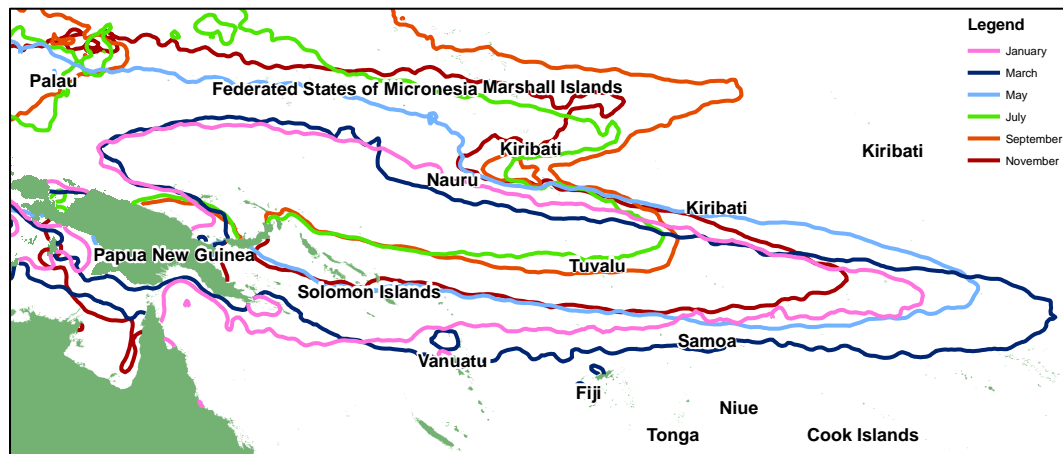 Legend
January
March
May
July
September
November
Palau
Federated States of Micronesia
Marshall Islands
Kiribati
Kiribati
Nauru
Kiribati
Papua New Guinea
Tuvalu
Solomon Islands
Samoa
Vanuatu
Fiji
Niue
Tonga
Cook Islands